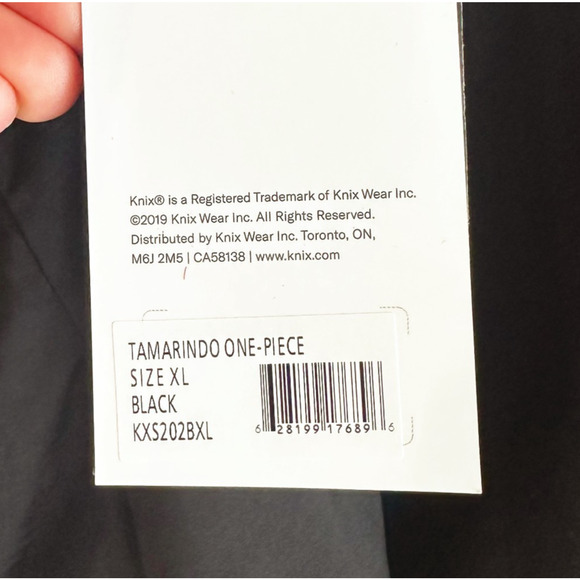 Knix® is a Registered Trademark of Knix Wear Inc.
©2019 Knix Wear Inc. All Rights Reserved.
Distributed by Knix Wear Inc. Toronto, ON,
M6J 2M5 | CA58138 | www.knix.com
TAMARINDO ONE-PIECE
SIZE XL
BLACK
KXS202BXL
6 28199 17689 6